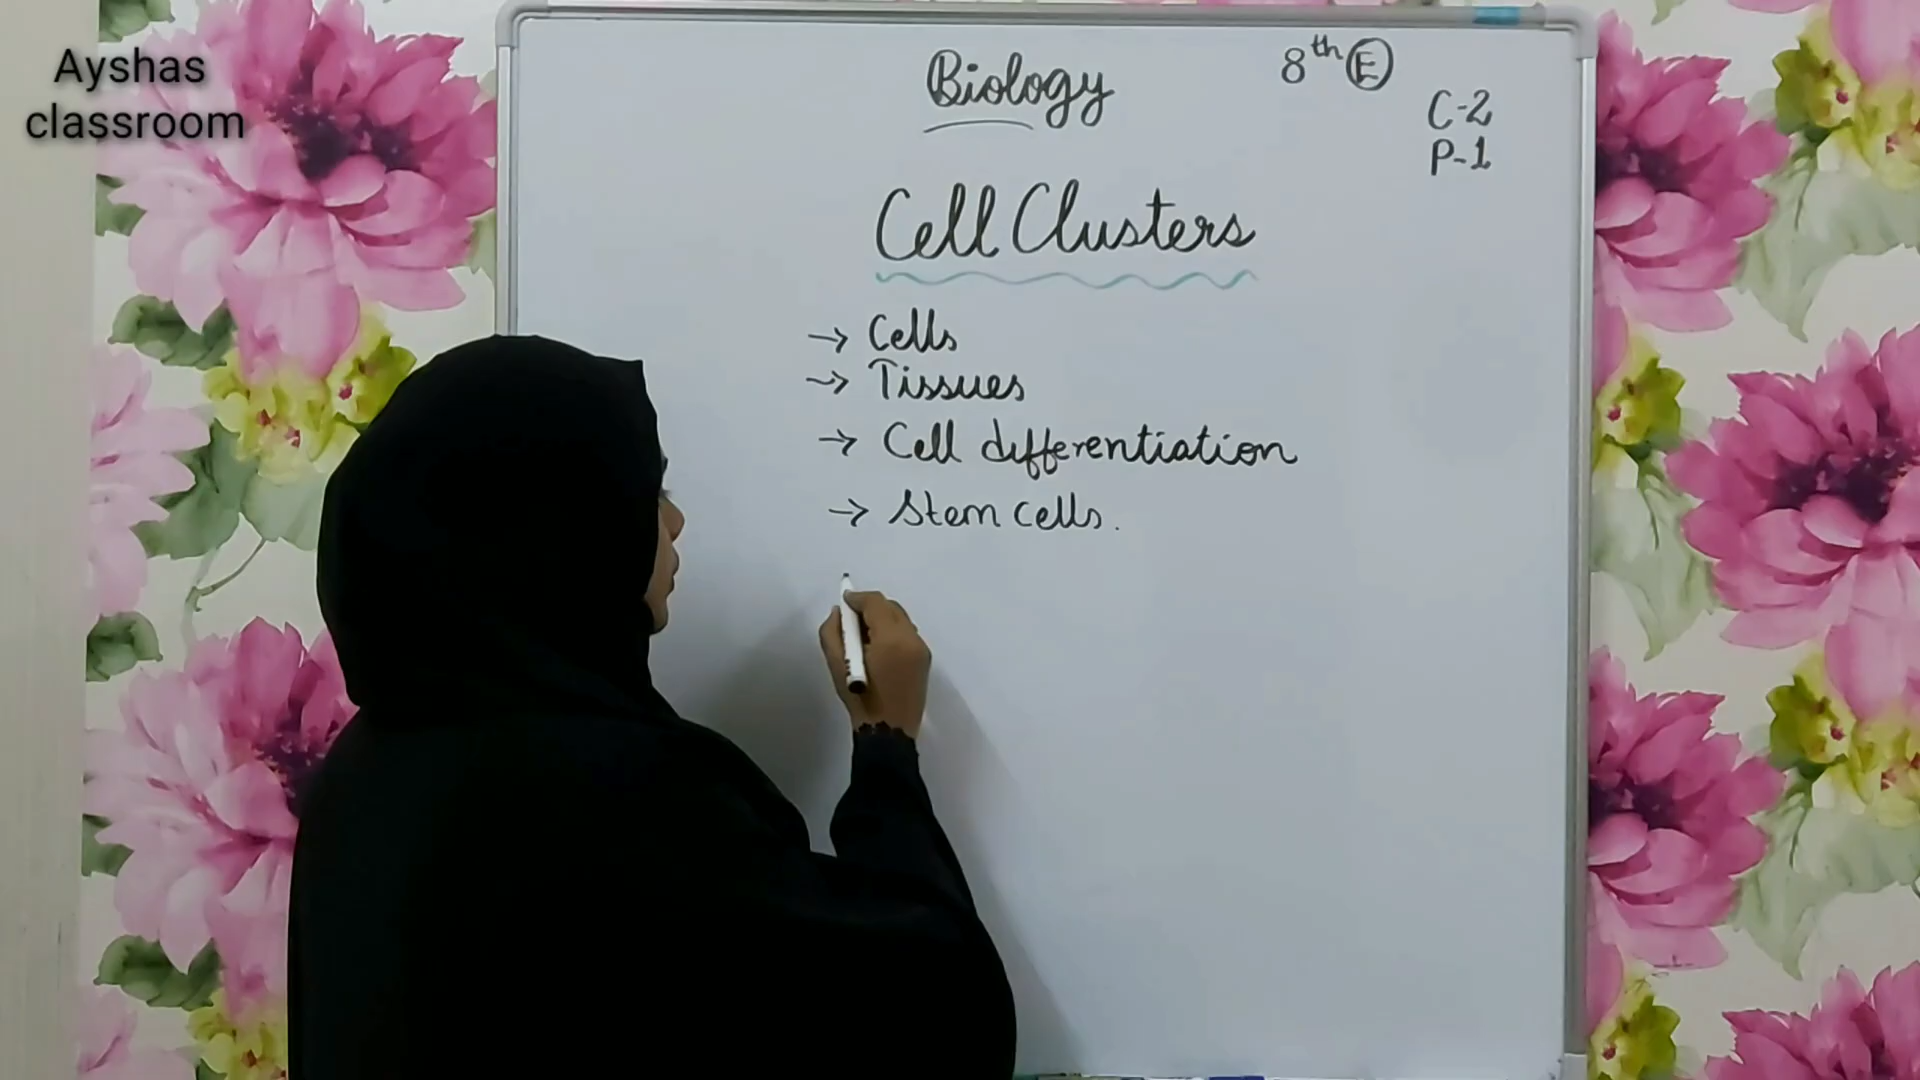 Ayshas
classroom
Biology
8th E
C-2
P-1
Cell Clusters
→ Cells
→ Tissues
→ Cell differentiation
→ Stem cells.